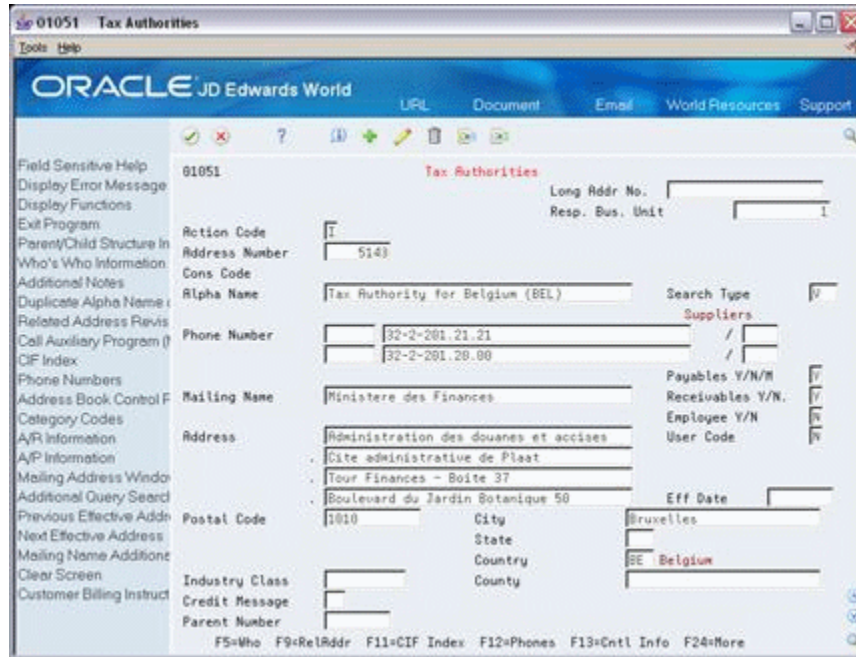 01051 Tax Authorities
Tools Help
ORACLE JD Edwards World
URL Document Email World Resources Support
Field Sensitive Help
Display Error Message
Display Functions
Exit Program
Parent/Child Structure In
Who's Who Information
Additional Notes
Duplicate Alpha Name
Related Address Revis
Call Auxiliary Program
CIF Index
Phone Numbers
Address Book Control F
Category Codes
A/R Information
A/P Information
Mailing Address Window
Additional Query Search
Previous Effective Addr
Next Effective Address
Mailing Name Additiona
Clear Screen
Customer Billing Instruct
01051 Tax Authorities
Long Addr No.
Resp. Bus. Unit 1
Action Code I
Address Number 5143
Cons Code
Alpha Name Tax Authority for Belgium (BEL) Search Type V
Suppliers
Phone Number 32-2-201.21.21 /
32-2-201.28.00 /
Payables Y/N/M Y
Mailing Name Ministere des Finances Receivables Y/N. Y
Employee Y/N N
Address Administration des douanes et accises User Code N
. Cite administrative de Plaat
. Tour Finances - Boite 37
. Boulevard du Jardin Botanique 50 Eff Date
Postal Code 1010 City Bruxelles
State
Country BE Belgium
Industry Class County
Credit Message
Parent Number
F5=Who F9=RelAddr F11=CIF Index F12=Phones F13=Cntl Info F24=More